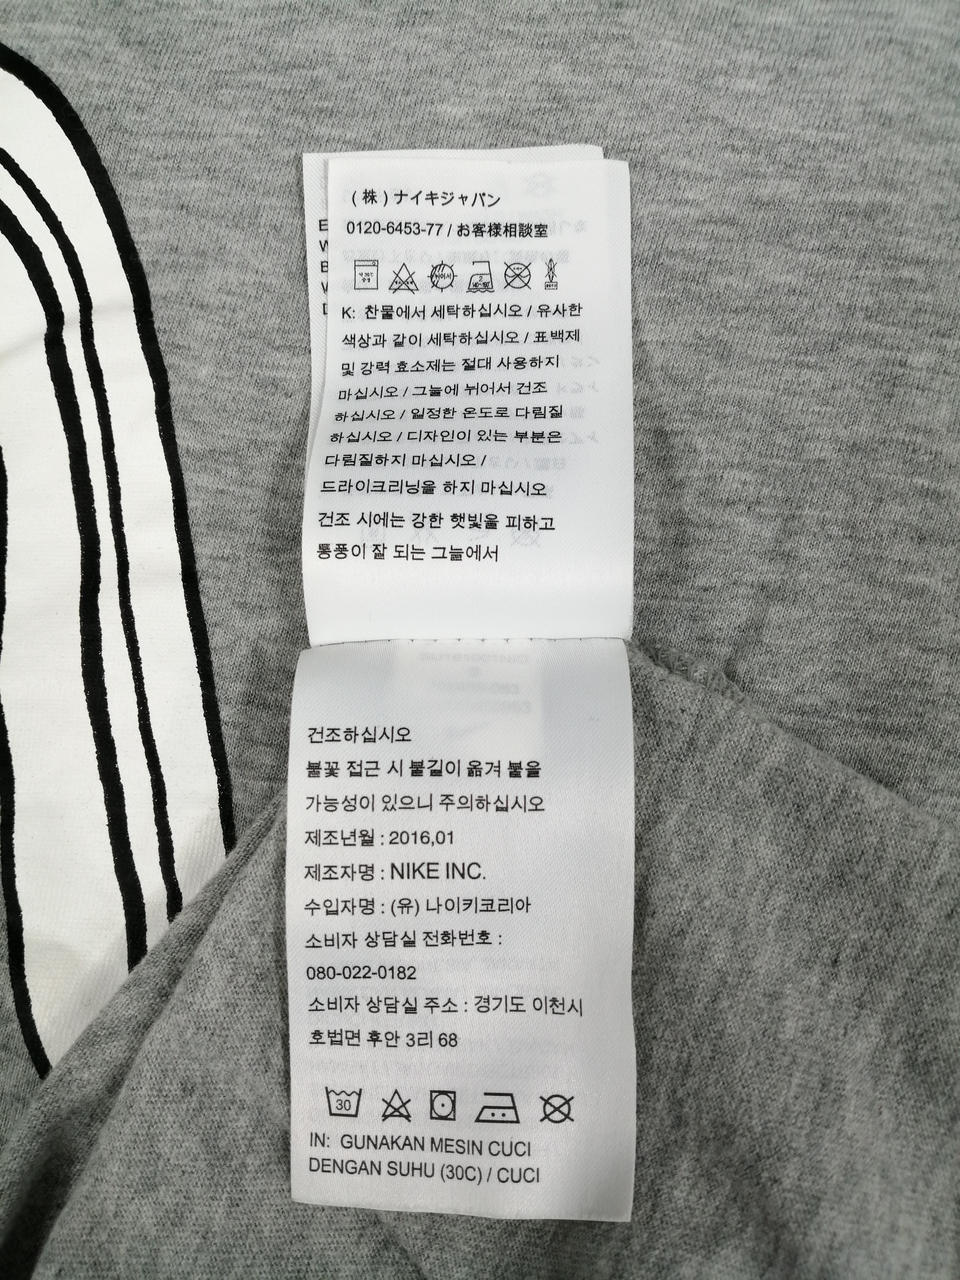 (株)ナイキジャパン
0120-6453-77 / お客様相談室
K: 찬물에서 세탁하십시오 / 유사한
색상과 같이 세탁하십시오 / 표백제
및 강력 효소제는 절대 사용하지
마십시오 / 그늘에 뉘어서 건조
하십시오 / 일정한 온도로 다림질
하십시오 / 디자인이 있는 부분은
다림질하지 마십시오 /
드라이크리닝을 하지 마십시오
건조 시에는 강한 햇빛을 피하고
통풍이 잘 되는 그늘에서
건조하십시오
불꽃 접근 시 불길이 옮겨 붙을
가능성이 있으니 주의하십시오
제조년월 : 2016,01
제조자명 : NIKE INC.
수입자명 : (유) 나이키코리아
소비자 상담실 전화번호 :
080-022-0182
소비자 상담실 주소 : 경기도 이천시
호법면 후안 3리 68
30
IN: GUNAKAN MESIN CUCI
DENGAN SUHU (30C) / CUCI